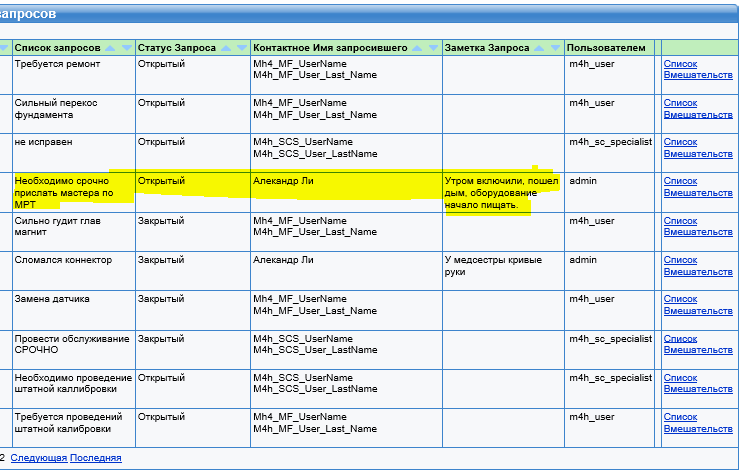 запросов
Список запросов Статус Запроса Контактное Имя запросившего Заметка Запроса Пользователем
Требуется ремонт Открытый Mh4_MF_UserName m4h_user Список
M4h_MF_User_Last_Name Вмешательств
Сильный перекос Открытый Mh4_MF_UserName m4h_user Список
фундамента M4h_MF_User_Last_Name Вмешательств
не исправен Открытый M4h_SCS_UserName m4h_sc_specialist Список
M4h_SCS_User_LastName Вмешательств
Необходимо срочно Открытый Алекандр Ли Утром включили, пошел admin Список
прислать мастера по дым, оборудование Вмешательств
МРТ начало пищать.
Сильно гудит глав Закрытый Mh4_MF_UserName m4h_user Список
магнит M4h_MF_User_Last_Name Вмешательств
Сломался коннектор Закрытый Алекандр Ли У медсестры кривые admin Список
руки Вмешательств
Замена датчика Закрытый Mh4_MF_UserName m4h_user Список
M4h_MF_User_Last_Name Вмешательств
Провести обслуживание Закрытый M4h_SCS_UserName m4h_sc_specialist Список
СРОЧНО M4h_SCS_User_LastName Вмешательств
Необходимо проведение Открытый M4h_SCS_UserName m4h_sc_specialist Список
штатной каллибровки M4h_SCS_User_LastName Вмешательств
Требуется проведений Открытый Mh4_MF_UserName m4h_user Список
штатной калибровки M4h_MF_User_Last_Name Вмешательств
2 Следующая Последняя